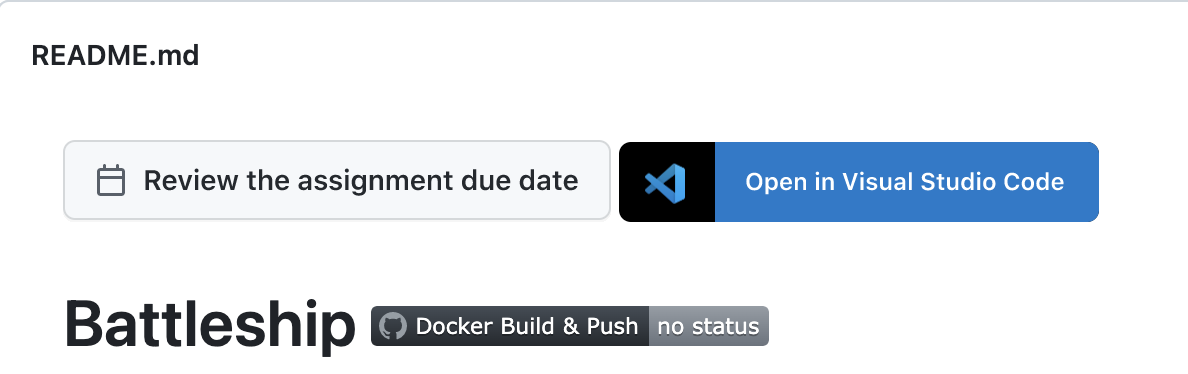 README.md
Review the assignment due date Open in Visual Studio Code
Battleship Docker Build & Push no status